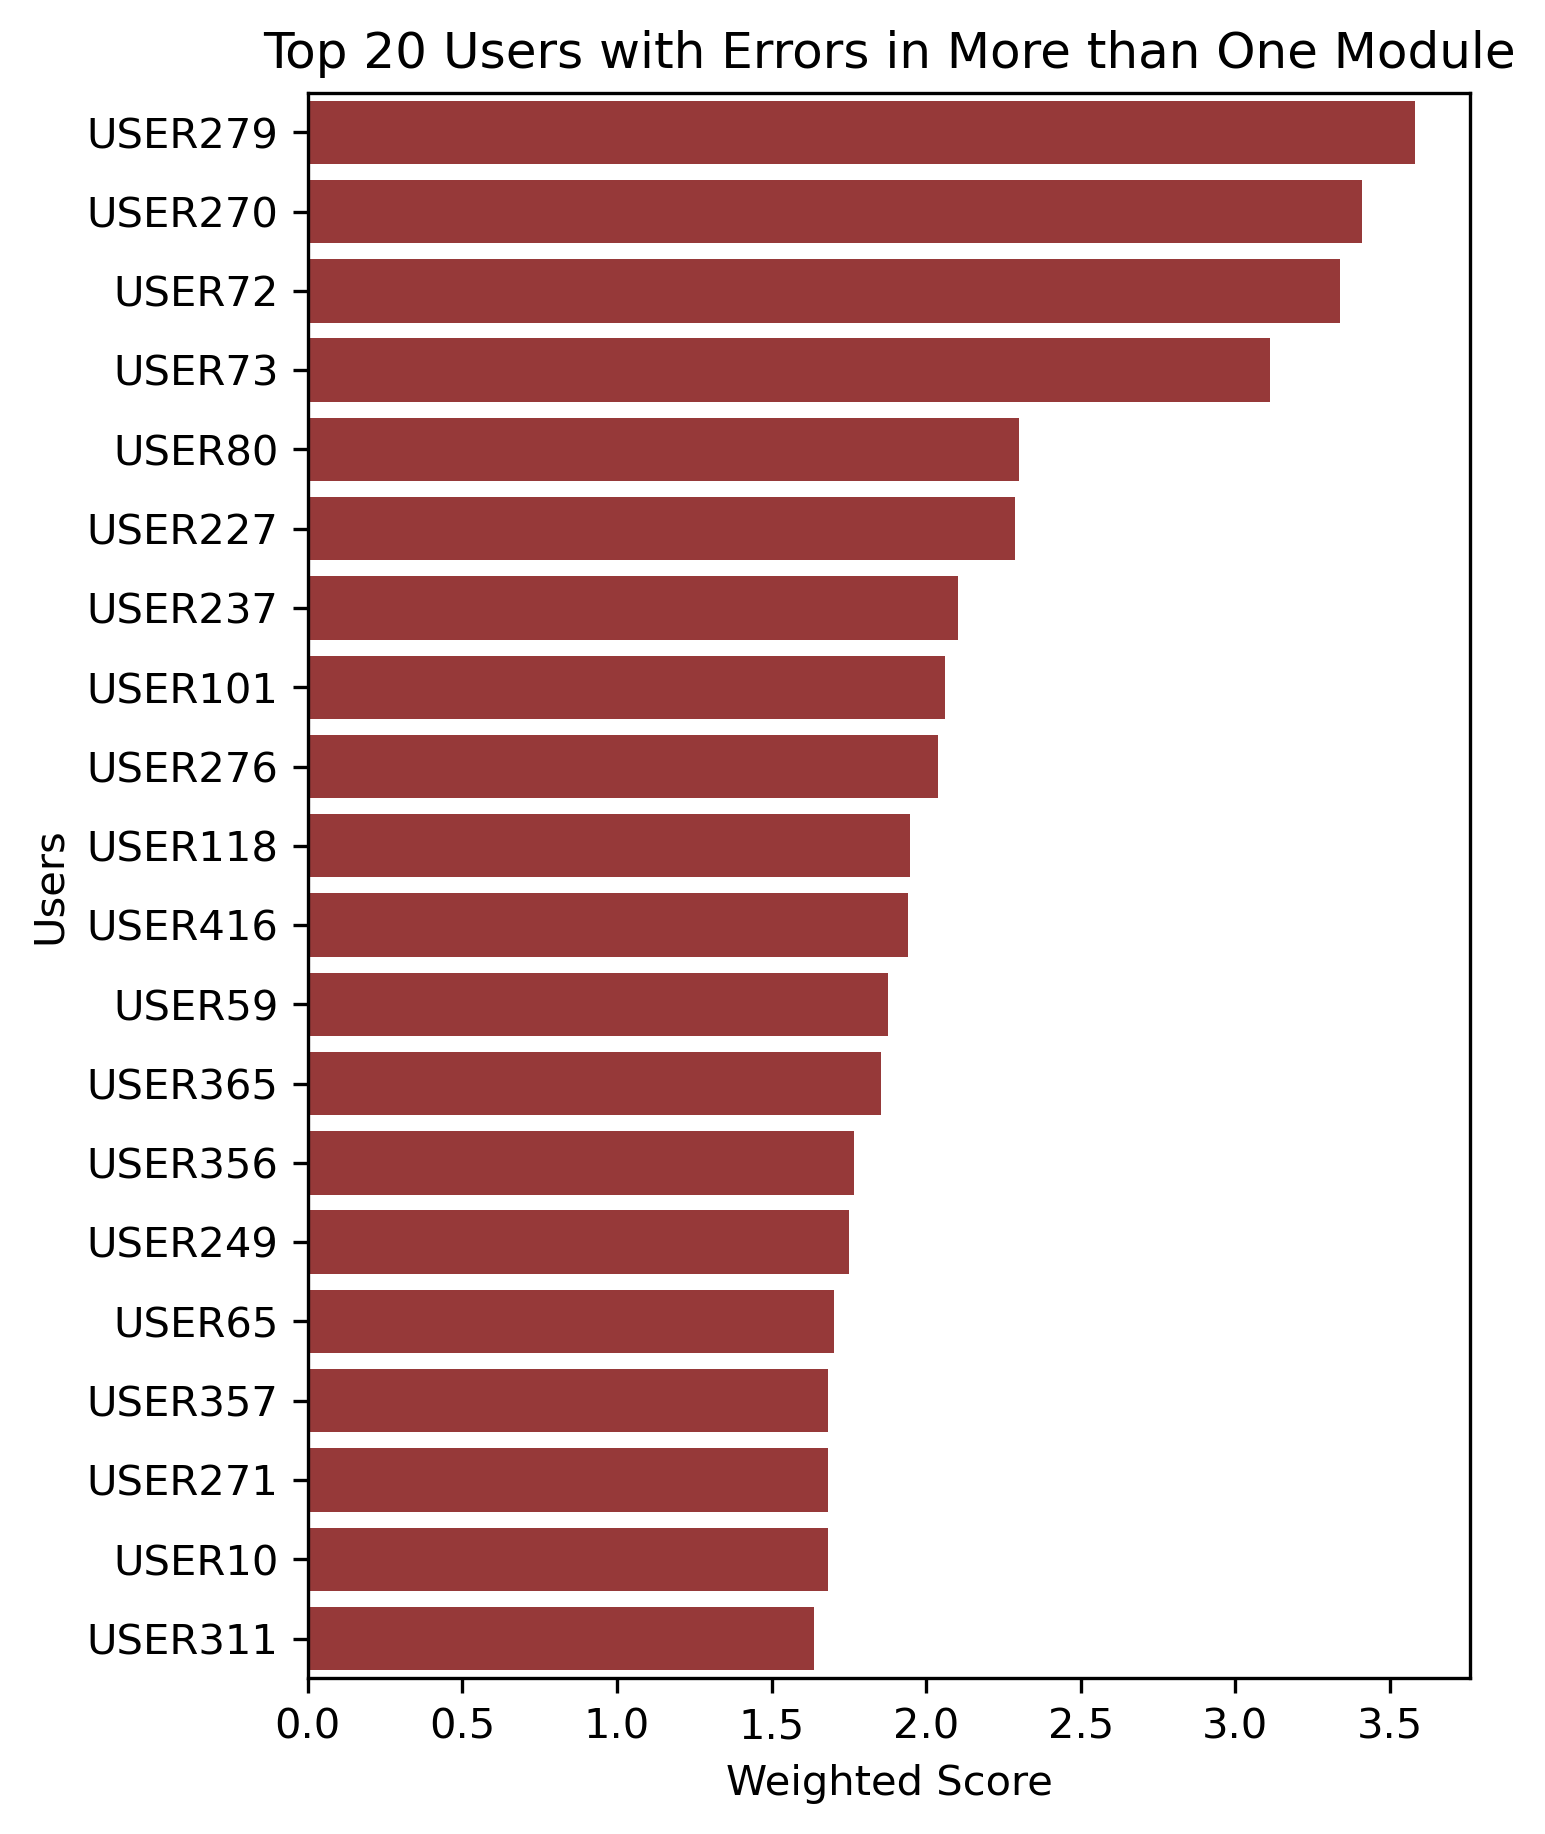 Top 20 Users with Errors in More than One Module
USER279
USER270
USER72
USER73
USER80
USER227
USER237
USER101
USER276
USER118
USER416
USER59
USER365
USER356
USER249
USER65
USER357
USER271
USER10
USER311
Users
0.0 0.5 1.0 1.5 2.0 2.5 3.0 3.5
Weighted Score